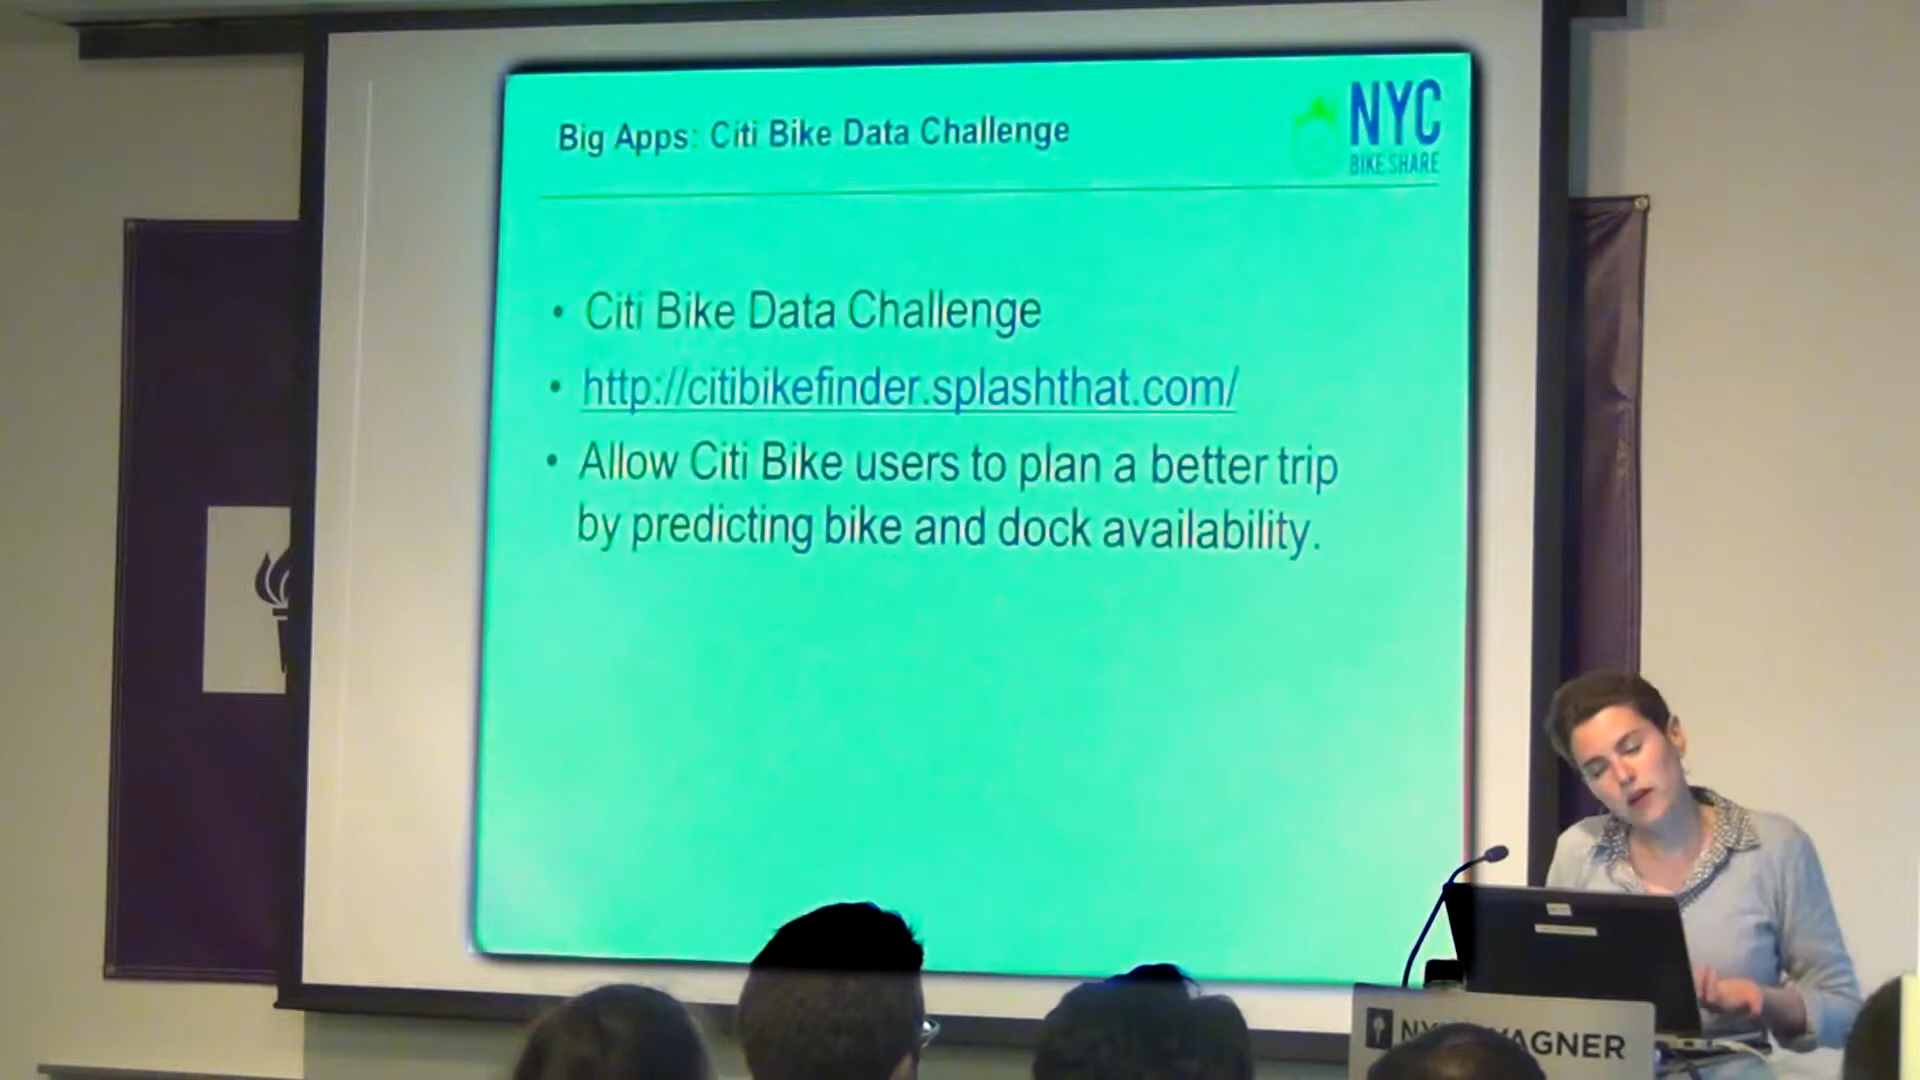 Big Apps: Citi Bike Data Challenge
NYC
BIKE SHARE
• Citi Bike Data Challenge
• http://citibikefinder.splashthat.com/
• Allow Citi Bike users to plan a better trip
by predicting bike and dock availability.